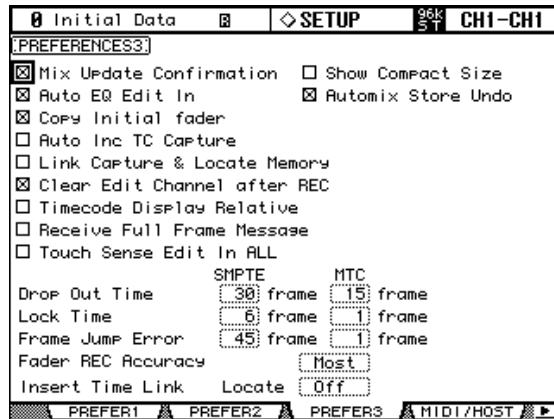 0 Initial Data R ◇SETUP 96K ST CH1-CH1
PREFERENCES3
☒ Mix Update Confirmation ☐ Show Compact Size
☒ Auto EQ Edit In ☒ Automix Store Undo
☒ Copy Initial fader
☐ Auto Inc TC Capture
☐ Link Capture & Locate Memory
☒ Clear Edit Channel after REC
☐ Timecode Display Relative
☐ Receive Full Frame Message
☐ Touch Sense Edit In ALL
SMPTE MTC
Drop Out Time 30 frame 15 frame
Lock Time 6 frame 1 frame
Frame Jump Error 45 frame 1 frame
Fader REC Accuracy Most
Insert Time Link Locate Off
PREFER1 PREFER2 PREFER3 MIDI/HOST